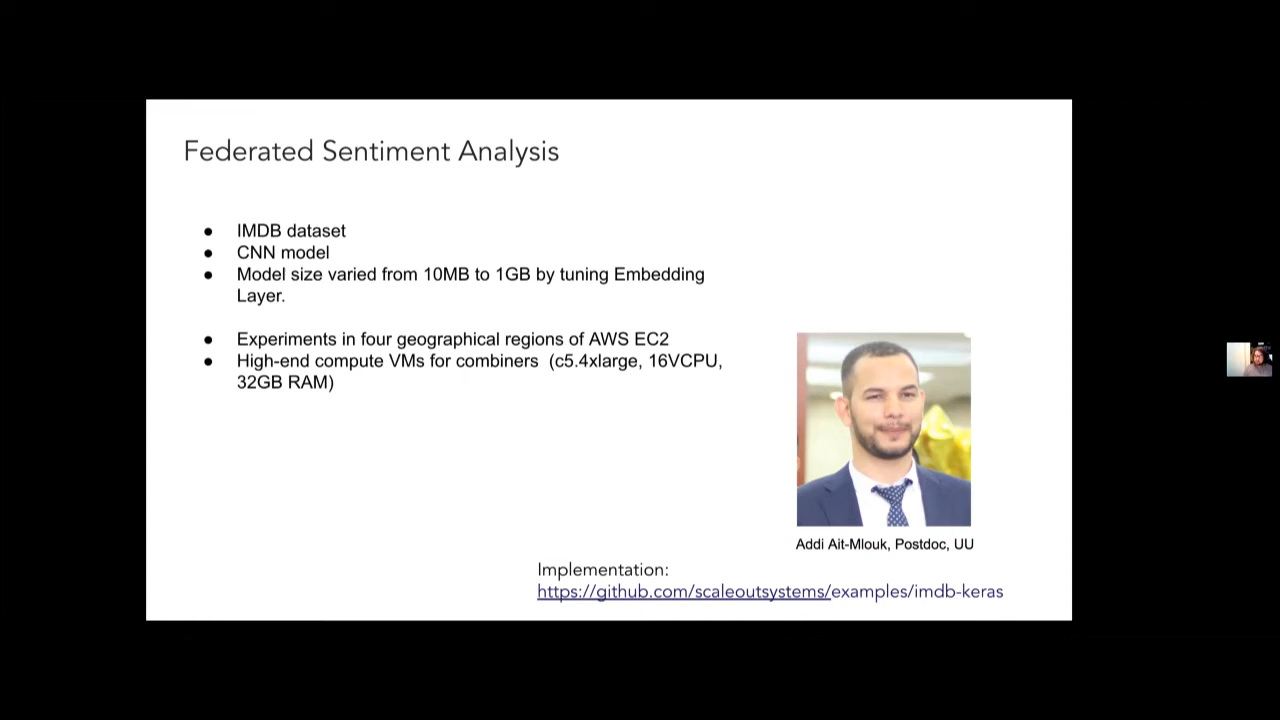 Federated Sentiment Analysis
● IMDB dataset
● CNN model
● Model size varied from 10MB to 1GB by tuning Embedding
Layer.
● Experiments in four geographical regions of AWS EC2
● High-end compute VMs for combiners (c5.4xlarge, 16VCPU,
32GB RAM)
Addi Ait-Mlouk, Postdoc, UU
Implementation:
https://github.com/scaleoutsystems/examples/imdb-keras